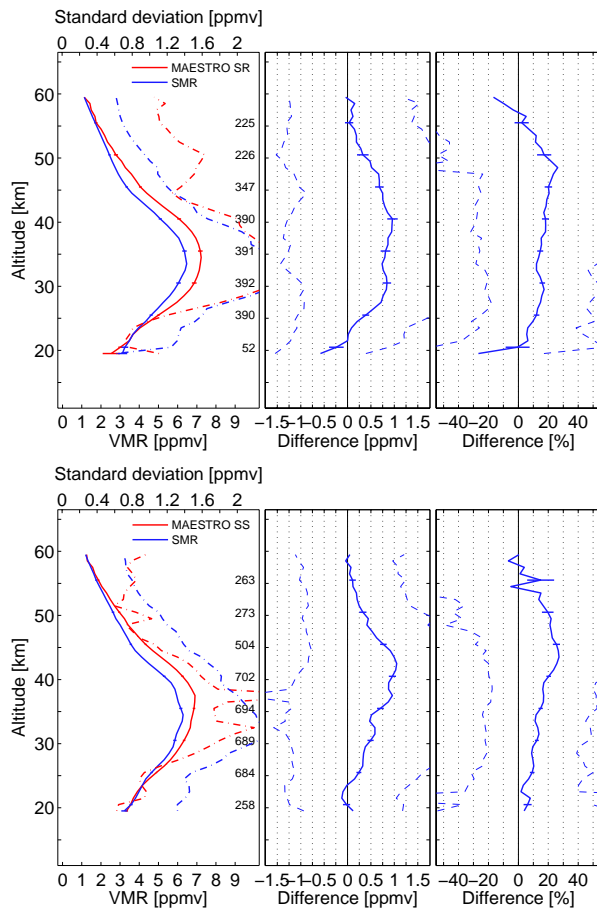 Standard deviation [ppmv]
0 0.4 0.8 1.2 1.6 2
MAESTRO SR
SMR
60
50
40
30
20
Altitude [km]
225
226
347
390
391
392
390
52
0 1 2 3 4 5 6 7 8 9
VMR [ppmv]
−1.5 −1 −0.5 0 0.5 1 1.5
Difference [ppmv]
−40 −20 0 20 40
Difference [%]
Standard deviation [ppmv]
0 0.4 0.8 1.2 1.6 2
MAESTRO SS
SMR
60
50
40
30
20
Altitude [km]
263
273
504
702
694
689
684
258
0 1 2 3 4 5 6 7 8 9
VMR [ppmv]
−1.5 −1 −0.5 0 0.5 1 1.5
Difference [ppmv]
−40 −20 0 20 40
Difference [%]